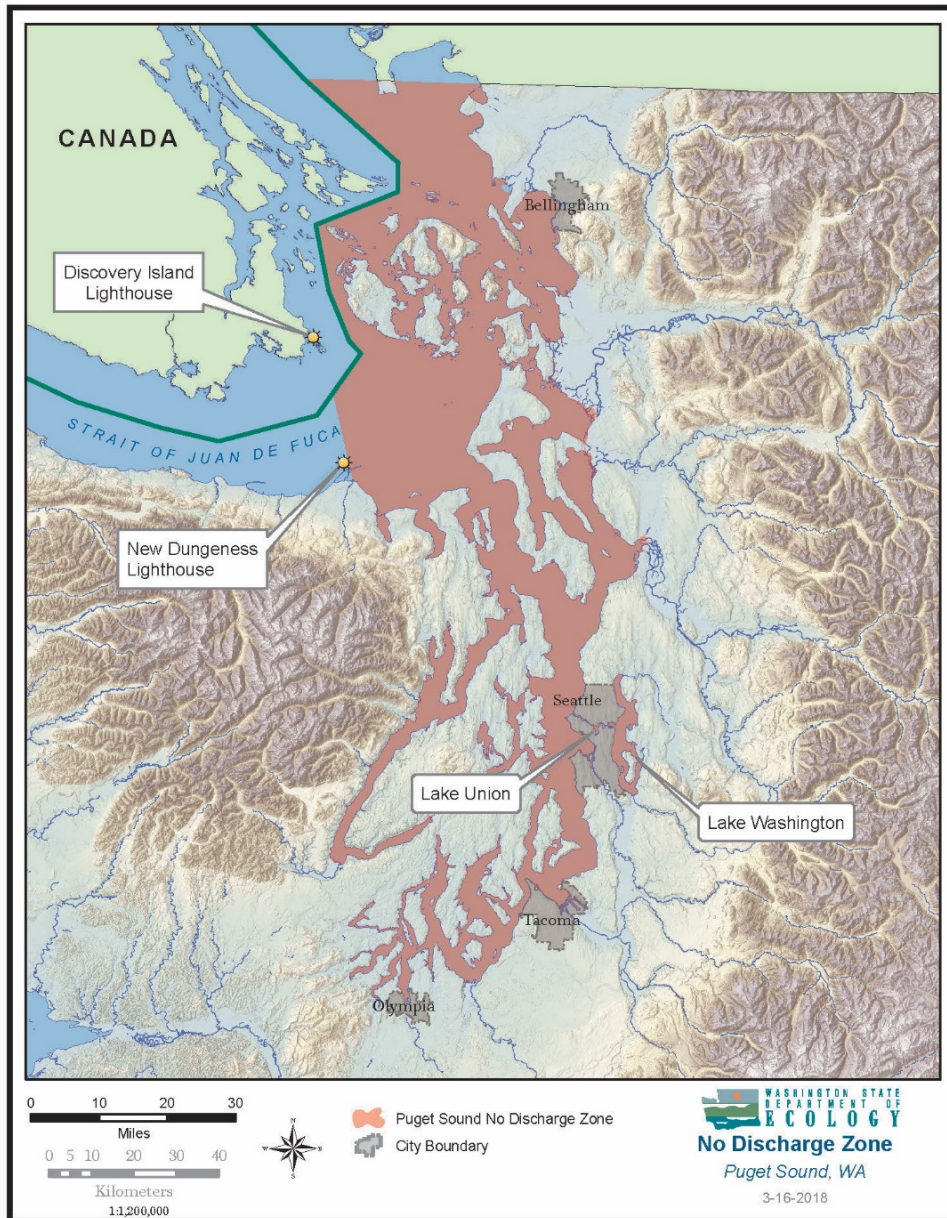 CANADA
Bellingham
Discovery Island
Lighthouse
STRAIT OF JUAN DE FUCA
New Dungeness
Lighthouse
Seattle
Lake Union
Lake Washington
Tacoma
Olympia
0 10 20 30
Miles
0 5 10 20 30 40
Kilometers
1:1,200,000
N
W E
S
Puget Sound No Discharge Zone
City Boundary
WASHINGTON STATE
DEPARTMENT OF
ECOLOGY
No Discharge Zone
Puget Sound, WA
3-16-2018